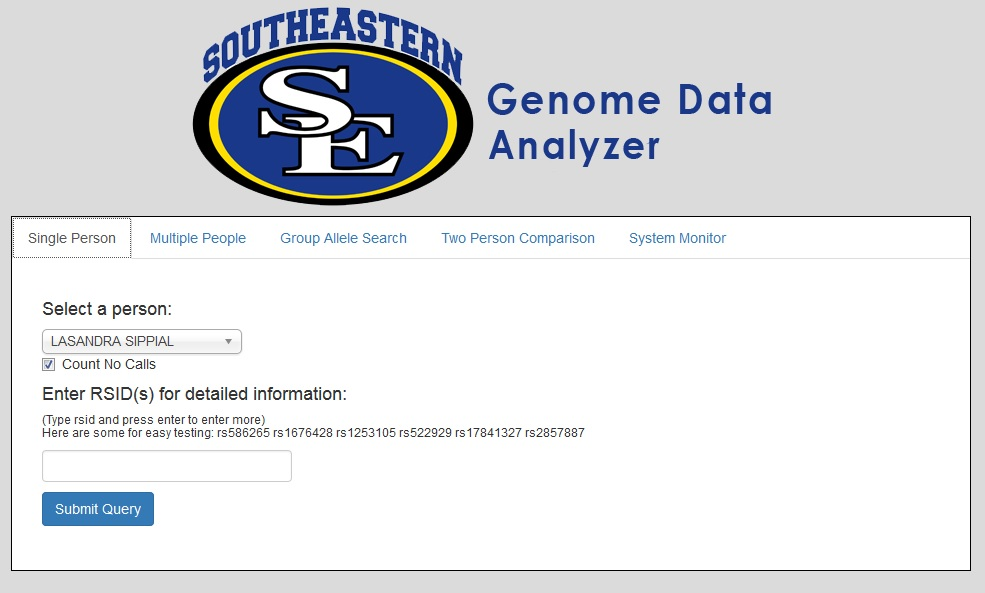 SOUTHEASTERN
SE
Genome Data
Analyzer
Single Person Multiple People Group Allele Search Two Person Comparison System Monitor
Select a person:
LASANDRA SIPPIAL
Count No Calls
Enter RSID(s) for detailed information:
(Type rsid and press enter to enter more)
Here are some for easy testing: rs586265 rs1676428 rs1253105 rs522929 rs17841327 rs2857887
Submit Query